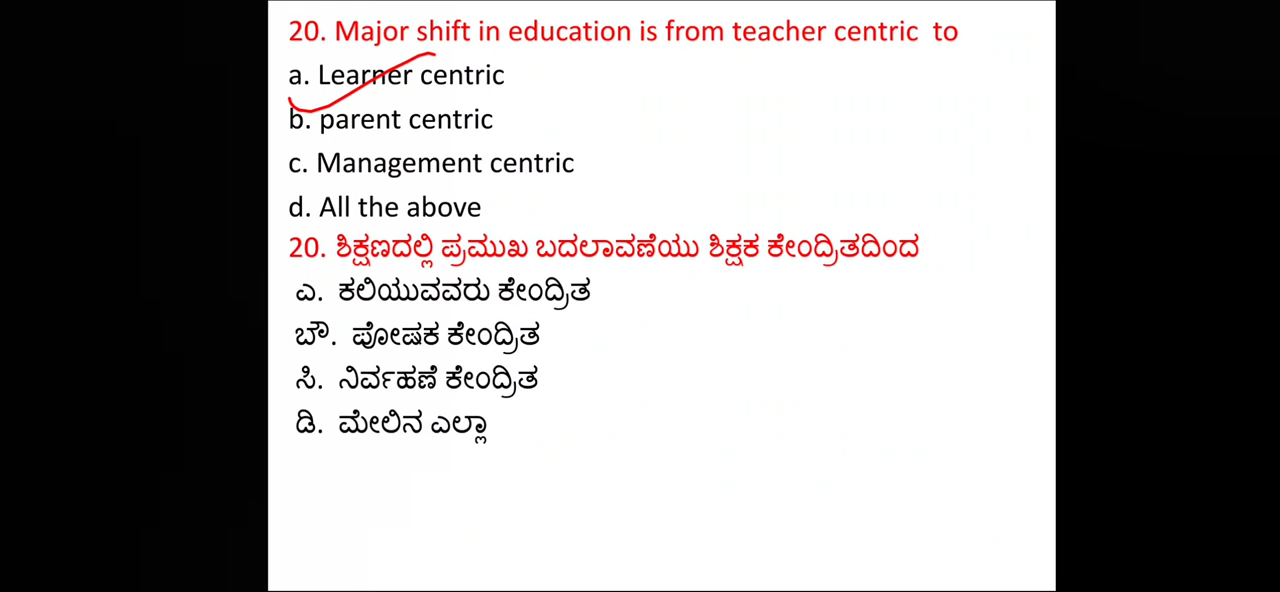 20. Major shift in education is from teacher centric to
a. Learner centric
b. parent centric
c. Management centric
d. All the above
20. ಶಿಕ್ಷಣದಲ್ಲಿ ಪ್ರಮುಖ ಬದಲಾವಣೆಯು ಶಿಕ್ಷಕ ಕೇಂದ್ರಿತದಿಂದ
ಎ. ಕಲಿಯುವವರು ಕೇಂದ್ರಿತ
ಬೌ. ಪೋಷಕ ಕೇಂದ್ರಿತ
ಸಿ. ನಿರ್ವಹಣೆ ಕೇಂದ್ರಿತ
ಡಿ. ಮೇಲಿನ ಎಲ್ಲಾ